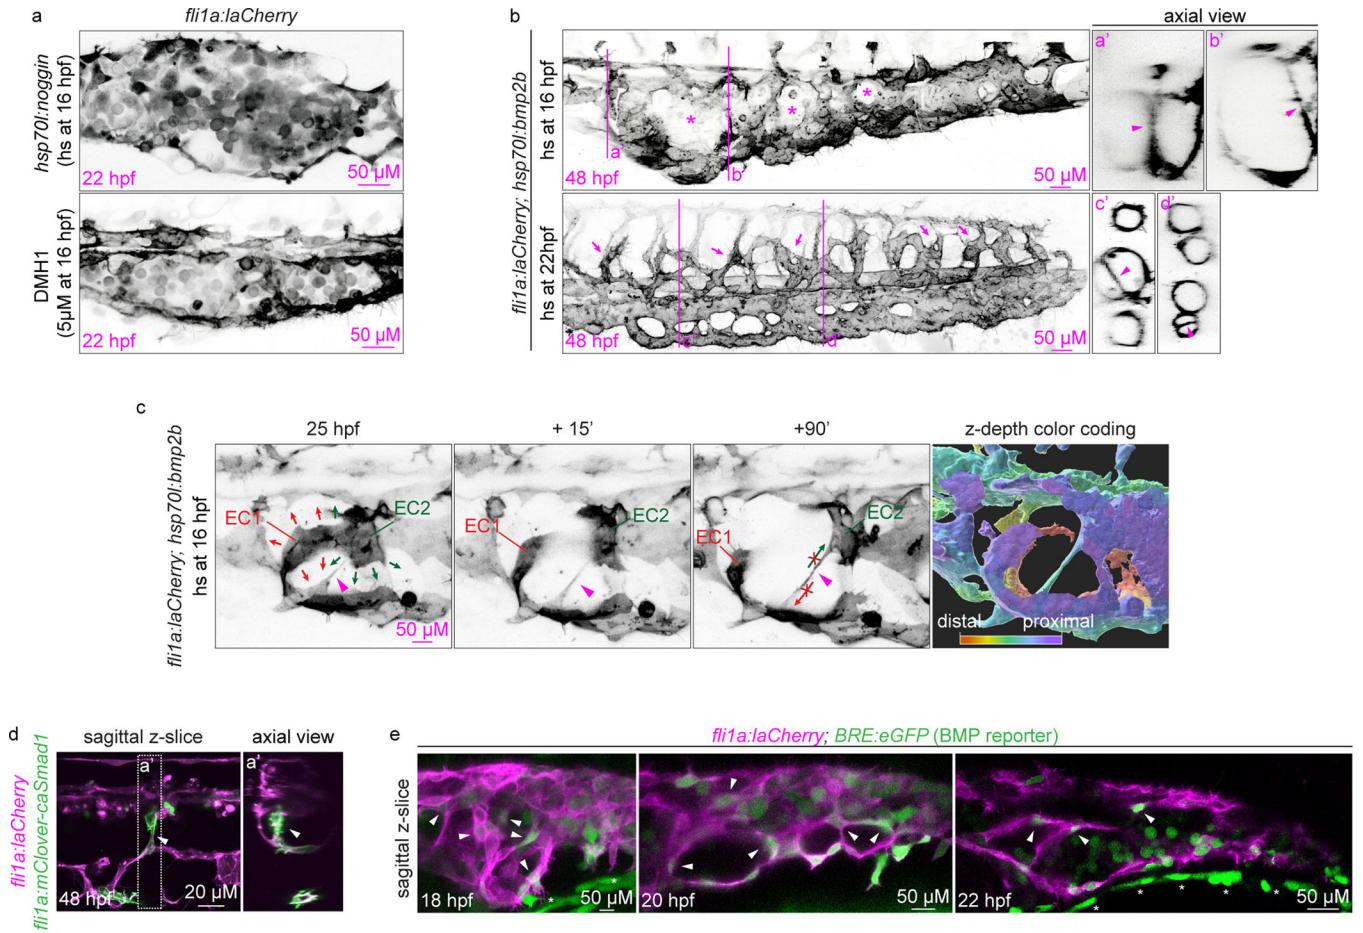 a
fli1a:laCherry
hsp70l:noggin
(hs at 16 hpf)
22 hpf
50 µM
DMH1
(5µM at 16 hpf)
22 hpf
50 µM
b
fli1a:laCherry; hsp70l:bmp2b
hs at 16 hpf
a'
b'
*
*
*
48 hpf
50 µM
axial view
a'
b'
hs at 22hpf
c'
d'
48 hpf
50 µM
c'
d'
c
fli1a:laCherry; hsp70l:bmp2b
hs at 16 hpf
25 hpf
+ 15'
+90'
z-depth color coding
EC1
EC2
50 µM
EC1
EC2
EC1
EC2
distal
proximal
d
fli1a:laCherry
fli1a:mClover-caSmad1
sagittal z-slice
axial view
a'
a'
48 hpf
20 µM
e
fli1a:laCherry; BRE:eGFP (BMP reporter)
sagittal z-slice
18 hpf
*
50 µM
20 hpf
50 µM
22 hpf
* * * * * *
50 µM